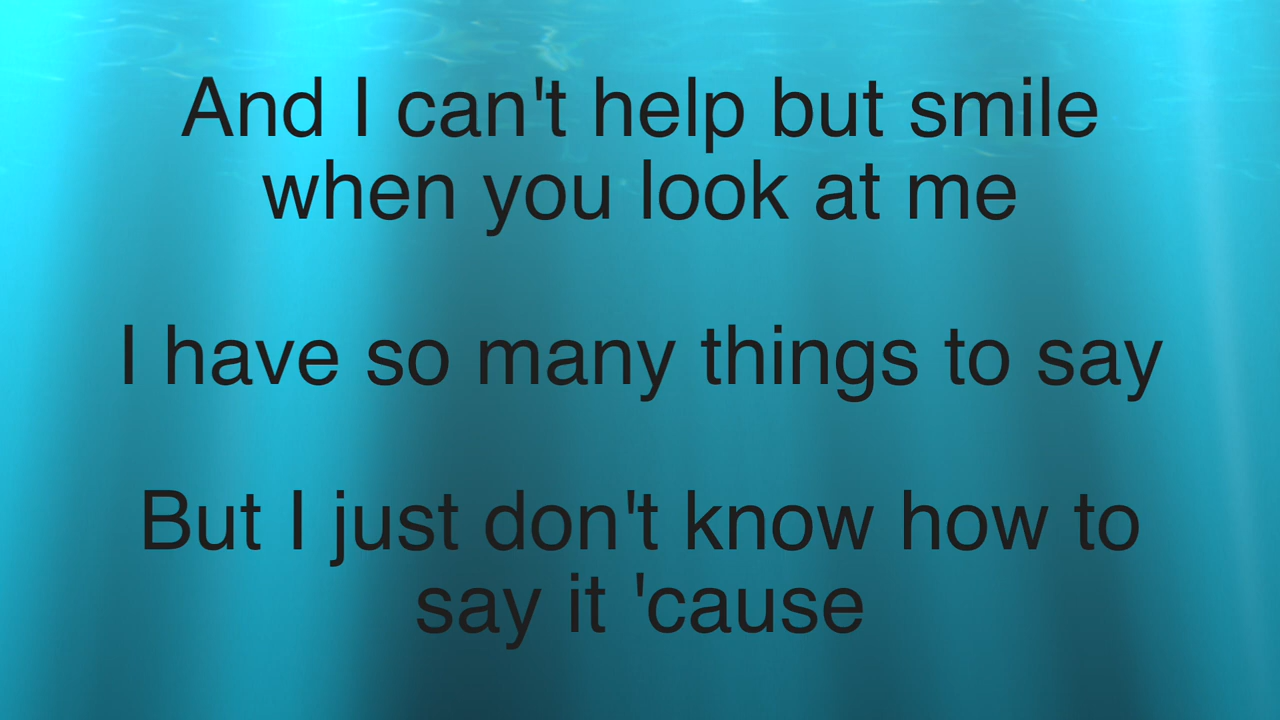 And I can't help but smile
when you look at me
I have so many things to say
But I just don't know how to
say it 'cause